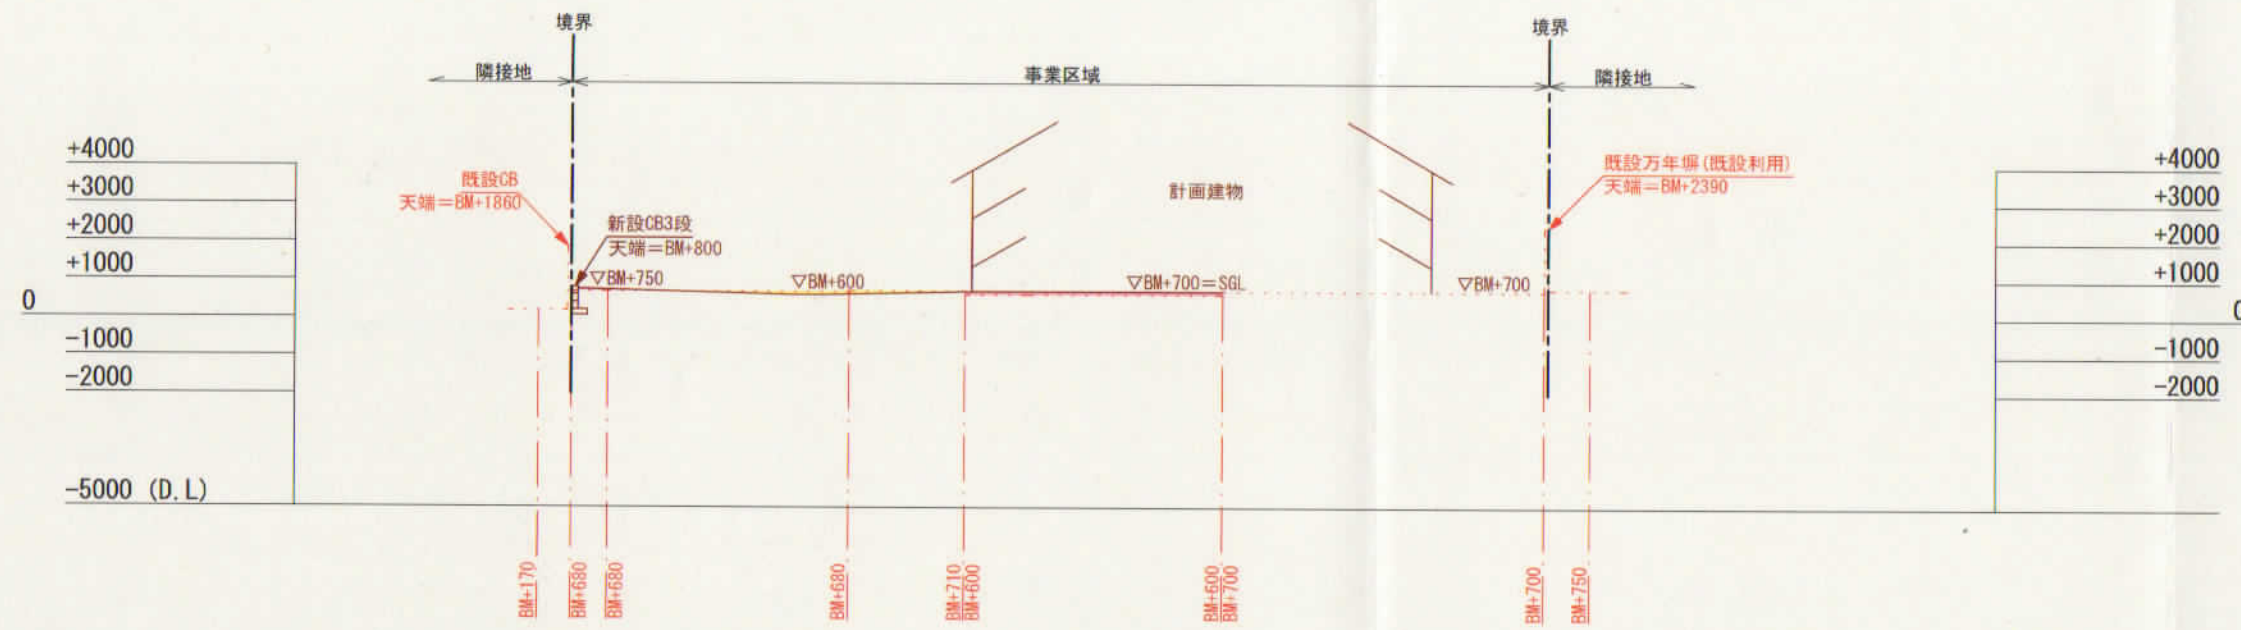 境界
境界
隣接地
事業区域
隣接地
+4000
+3000
+2000
+1000
0
-1000
-2000
-5000 (D.L)
既設CB
天端=BM+1860
新設CB3段
天端=BM+800
▽BM+750
▽BM+600
計画建物
▽BM+700=SGL
▽BM+700
既設万年塀(既設利用)
天端=BM+2390
+4000
+3000
+2000
+1000
-1000
-2000
BM+170
BM+680
BM+680
BM+680
BM+710
BM+600
BM+600
BM+700
BM+700
BM+750